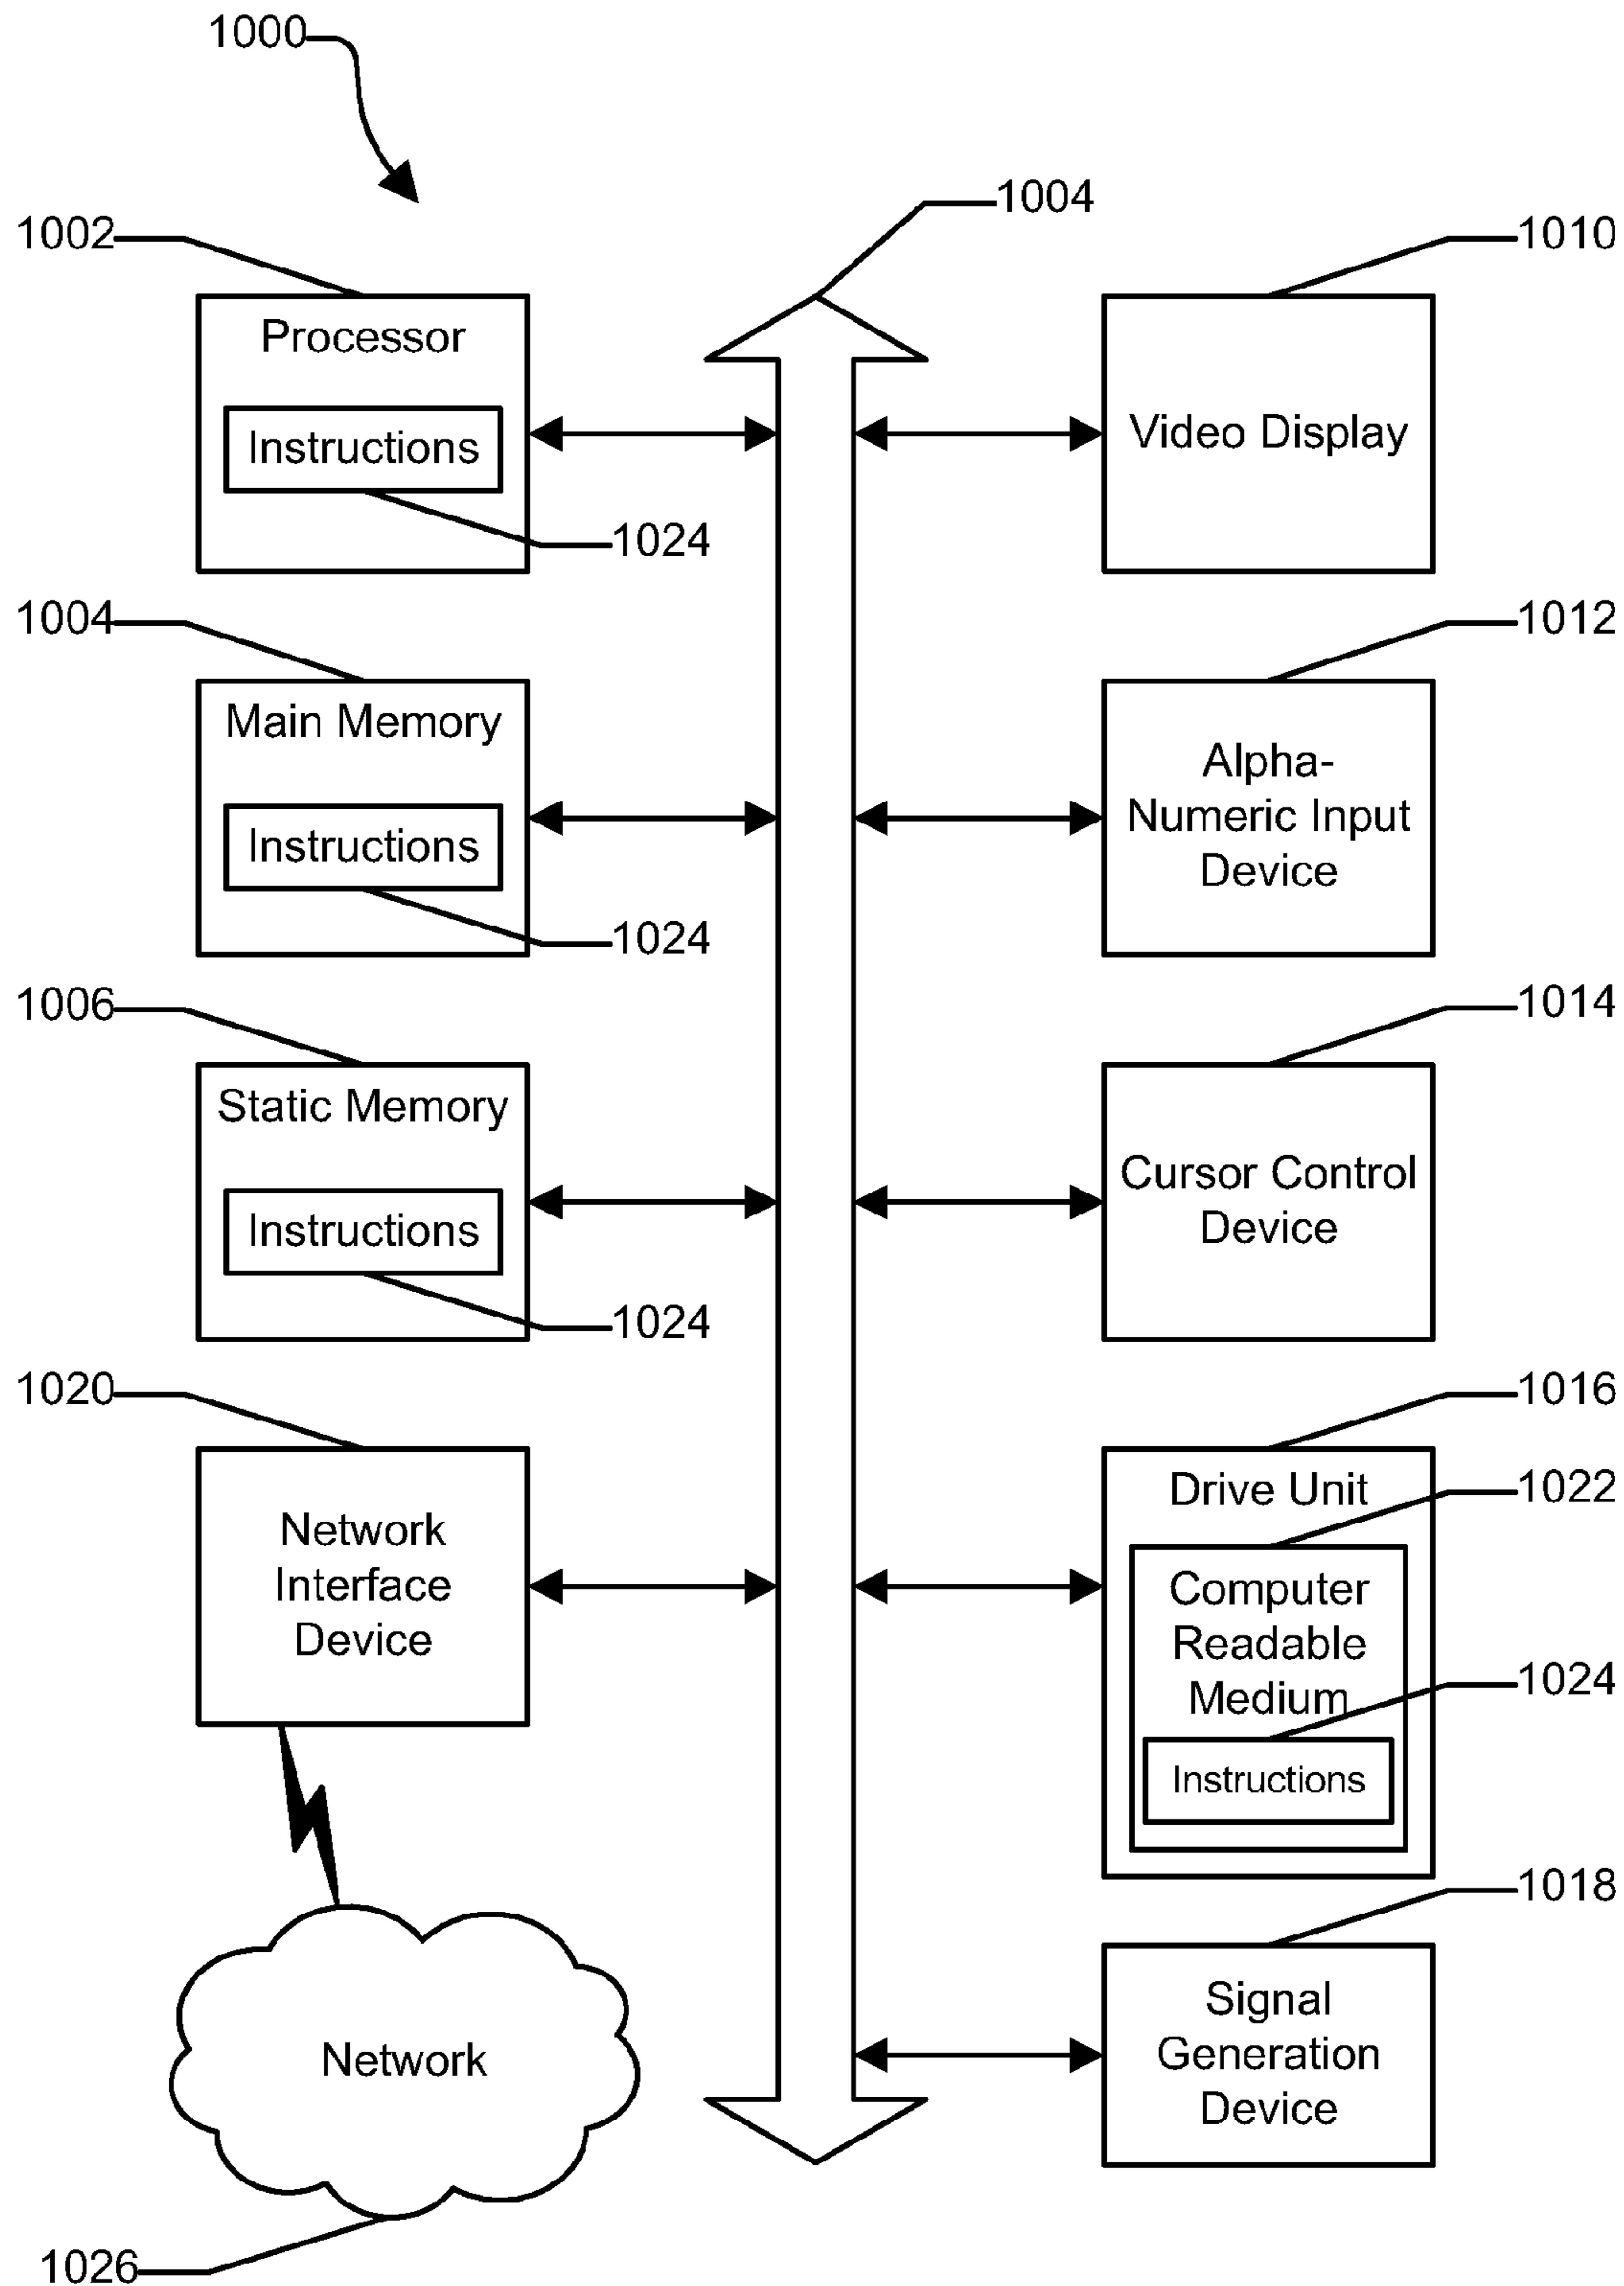 1000
1004
1002
1010
Processor
Instructions
1024
Video Display
1004
1012
Main Memory
Instructions
1024
Alpha-
Numeric Input
Device
1006
1014
Static Memory
Instructions
1024
Cursor Control
Device
1020
1016
Network
Interface
Device
Drive Unit
1022
Computer
Readable
Medium
1024
Instructions
1018
Network
Signal
Generation
Device
1026